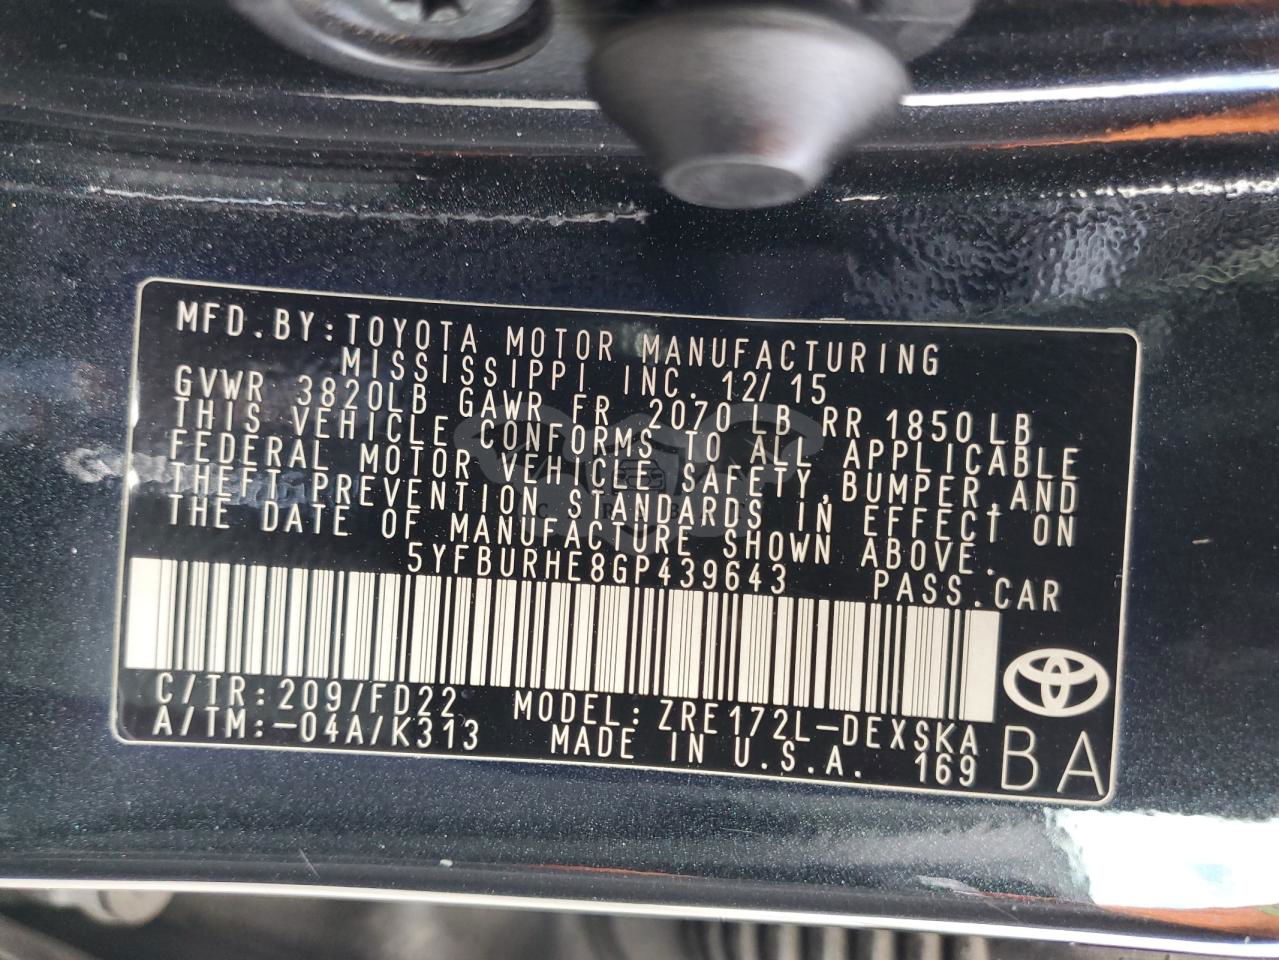 MFD.BY:TOYOTA MOTOR MANUFACTURING
MISSISSIPPI INC. 12/15
GVWR 3820LB GAWR FR 2070 LB RR 1850LB
THIS VEHICLE CONFORMS TO ALL APPLICABLE
FEDERAL MOTOR VEHICLE SAFETY,BUMPER,AND
THEFT PREVENTION STANDARDS IN EFFECT ON
THE DATE OF MANUFACTURE SHOWN ABOVE.
5YFBURHE8GP439643 PASS.CAR
C/TR:209/FD22 MODEL:ZRE172L-DEXSKA
A/TM:-04A/K313 MADE IN U.S.A. 169 BA